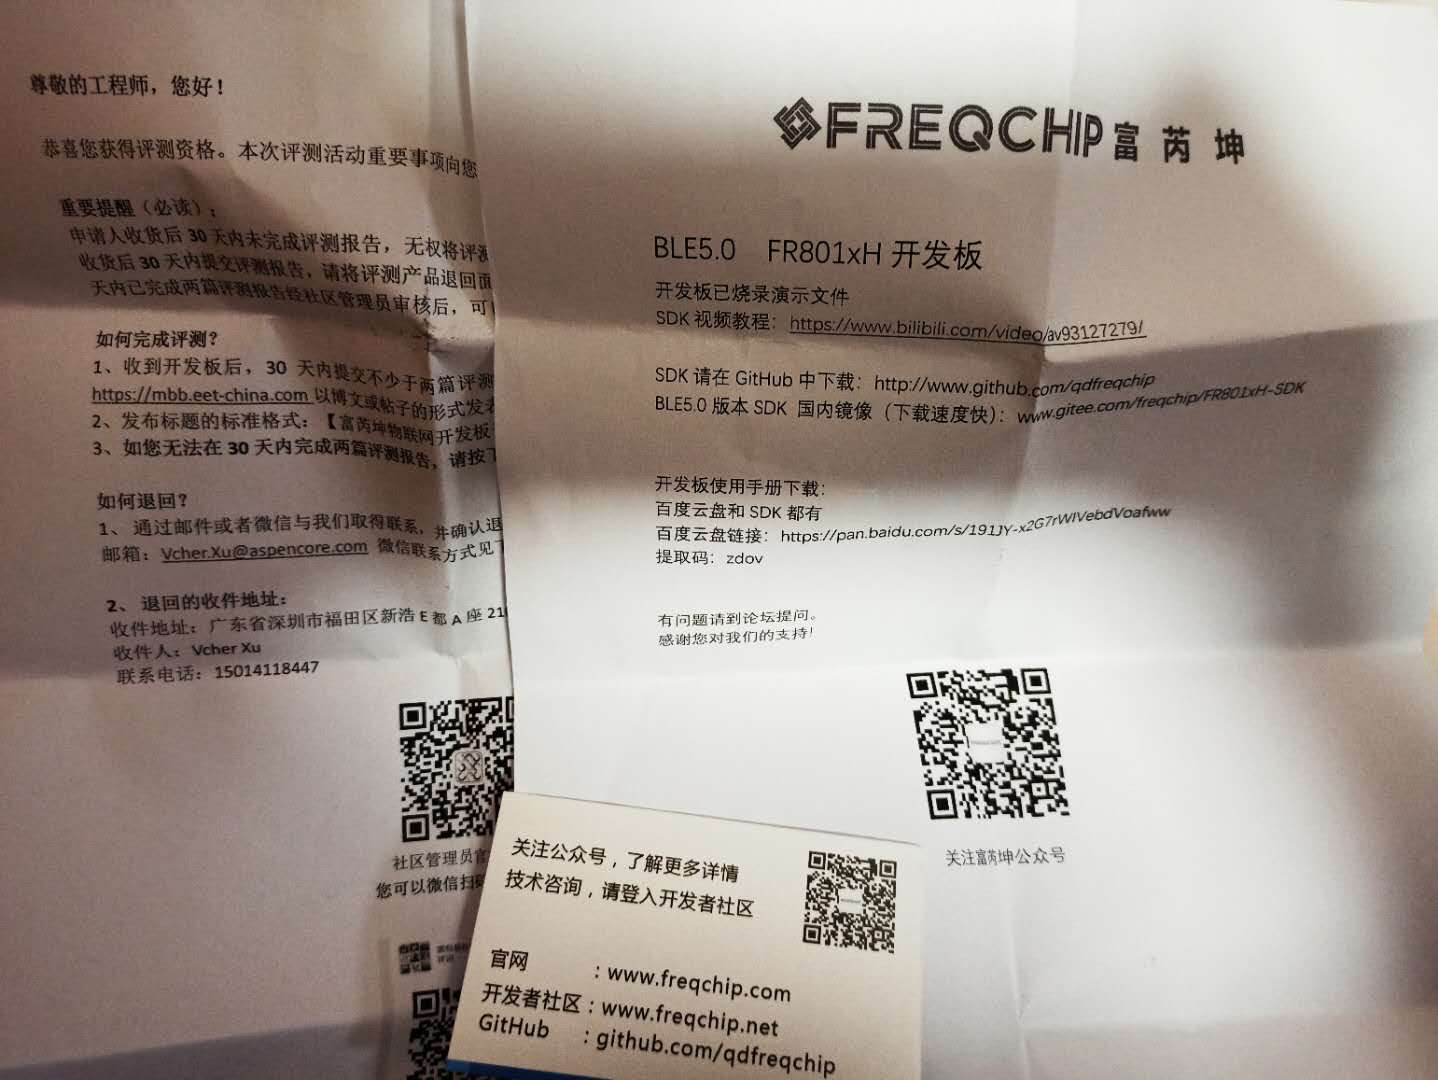 尊敬的工程师，您好！
恭喜您获得评测资格。本次评测活动重要事项向您
重要提醒（必读）：
申请人收货后 30 天内未完成评测报告，无权将评测
收货后 30 天内提交评测报告，请将评测产品退回面
天内已完成两篇评测报告经社区管理员审核后，可
如何完成评测？
1、收到开发板后，30 天内提交不少于两篇评测
https://mbb.eet-china.com 以博文或帖子的形式发表
2、发布标题的标准格式：【富芮坤物联网开发板
3、如您无法在 30 天内完成两篇评测报告，请按
如何退回？
1、 通过邮件或者微信与我们取得联系，并确认退
邮箱：Vcher.Xu@aspencore.com 微信联系方式见
2、 退回的收件地址：
收件地址：广东省深圳市福田区新浩 E 都 A 座 21
收件人：Vcher Xu
联系电话：15014118447
社区管理员官
您可以微信扫
FREQCHIP 富芮坤
BLE5.0 FR801xH 开发板
开发板已烧录演示文件
SDK 视频教程：https://www.bilibili.com/video/av93127279/
SDK 请在 GitHub 中下载：http://www.github.com/qdfreqchip
BLE5.0 版本 SDK 国内镜像（下载速度快）：www.gitee.com/freqchip/FR801xH-SDK
开发板使用手册下载：
百度云盘和 SDK 都有
百度云盘链接：https://pan.baidu.com/s/191JY-x2G7rWIVebdVoafww
提取码：zdov
有问题请到论坛提问。
感谢您对我们的支持！
关注富芮坤公众号
关注公众号，了解更多详情
技术咨询，请登入开发者社区
官网 ：www.freqchip.com
开发者社区：www.freqchip.net
GitHub ：github.com/qdfreqchip